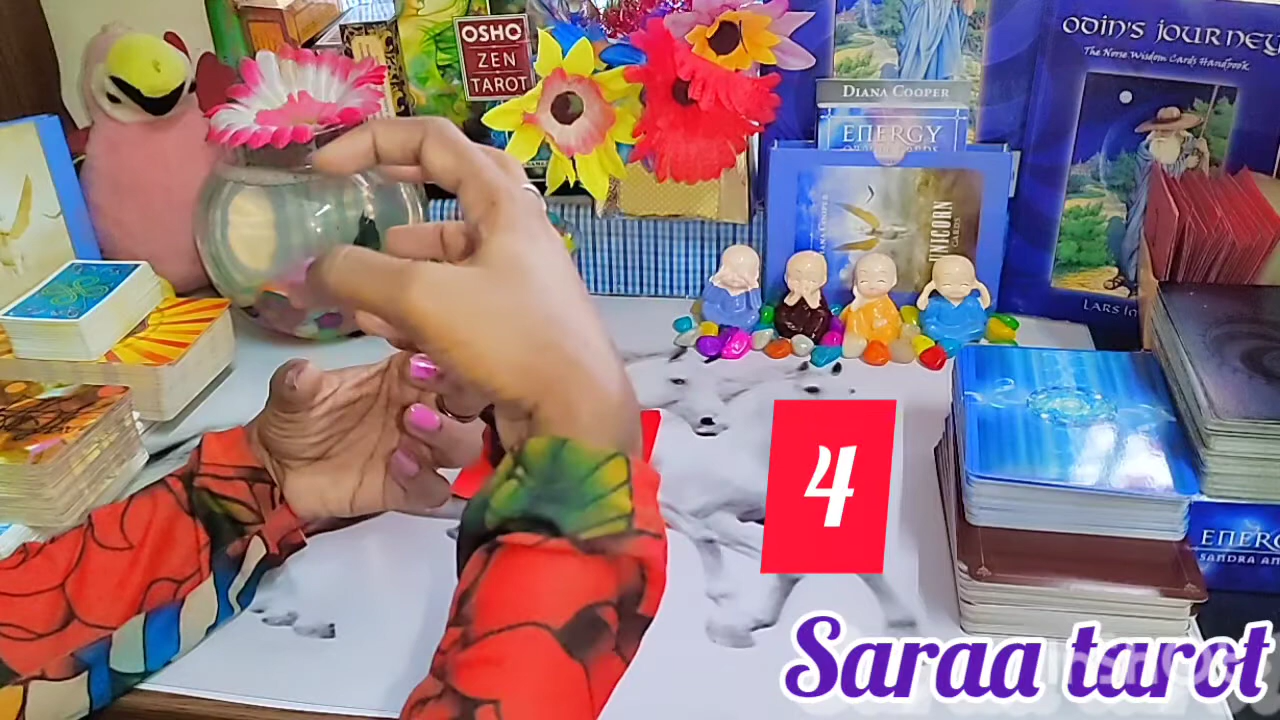 OSHO
ZEN
TAROT
DIANA COOPER
ENERGY
UNICORN
CARDS
ODIN'S JOURNEY
The Norse Wisdom Cards Handbook
LARS
4
ENERG
SANDRA AN
Saraa tarot